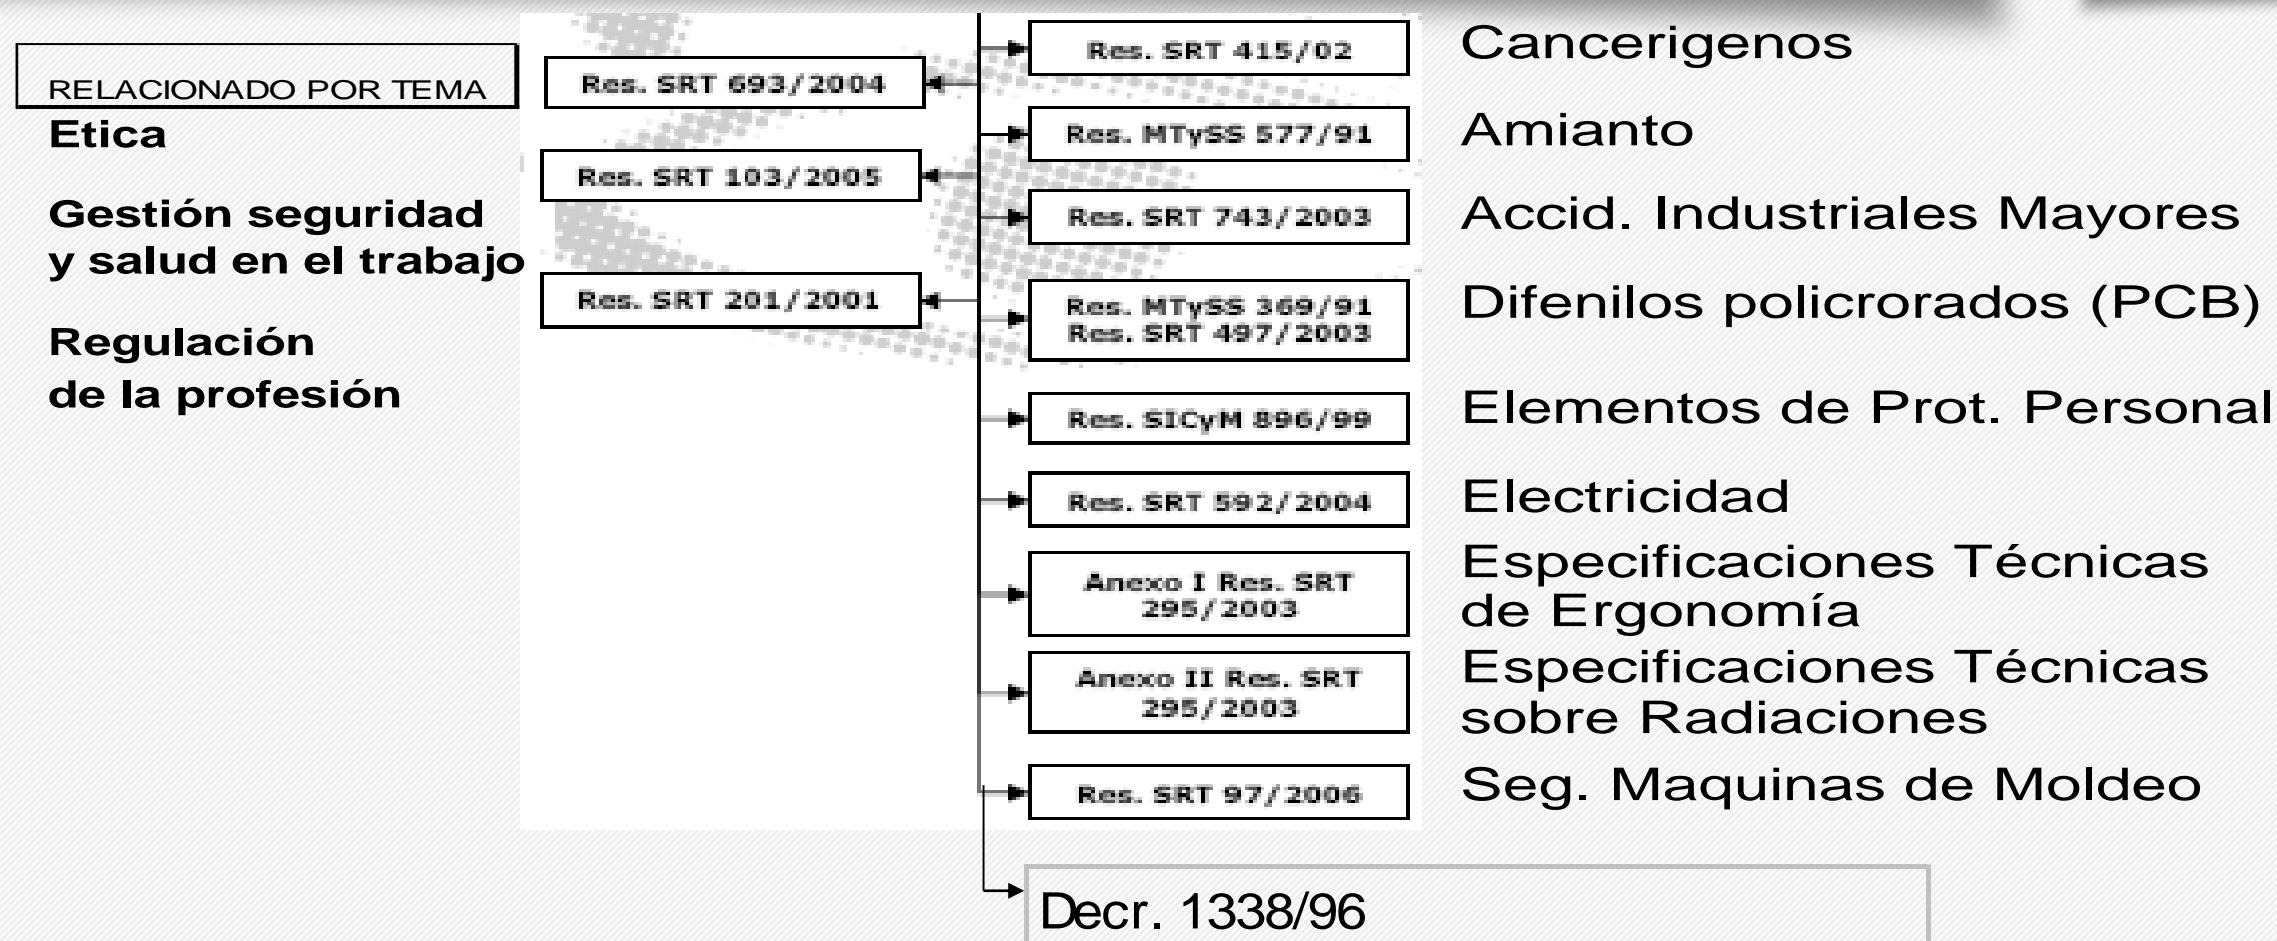 RELACIONADO POR TEMA
Etica
Gestión seguridad
y salud en el trabajo
Regulación
de la profesión
Res. SRT 693/2004
Res. SRT 103/2005
Res. SRT 201/2001
Res. SRT 415/02
Cancerigenos
Res. MTySS 577/91
Amianto
Res. SRT 743/2003
Accid. Industriales Mayores
Res. MTySS 369/91
Res. SRT 497/2003
Difenilos policrorados (PCB)
Res. SICyM 896/99
Elementos de Prot. Personal
Res. SRT 592/2004
Electricidad
Anexo I Res. SRT
295/2003
Especificaciones Técnicas
de Ergonomía
Anexo II Res. SRT
295/2003
Especificaciones Técnicas
sobre Radiaciones
Res. SRT 97/2006
Seg. Maquinas de Moldeo
Decr. 1338/96